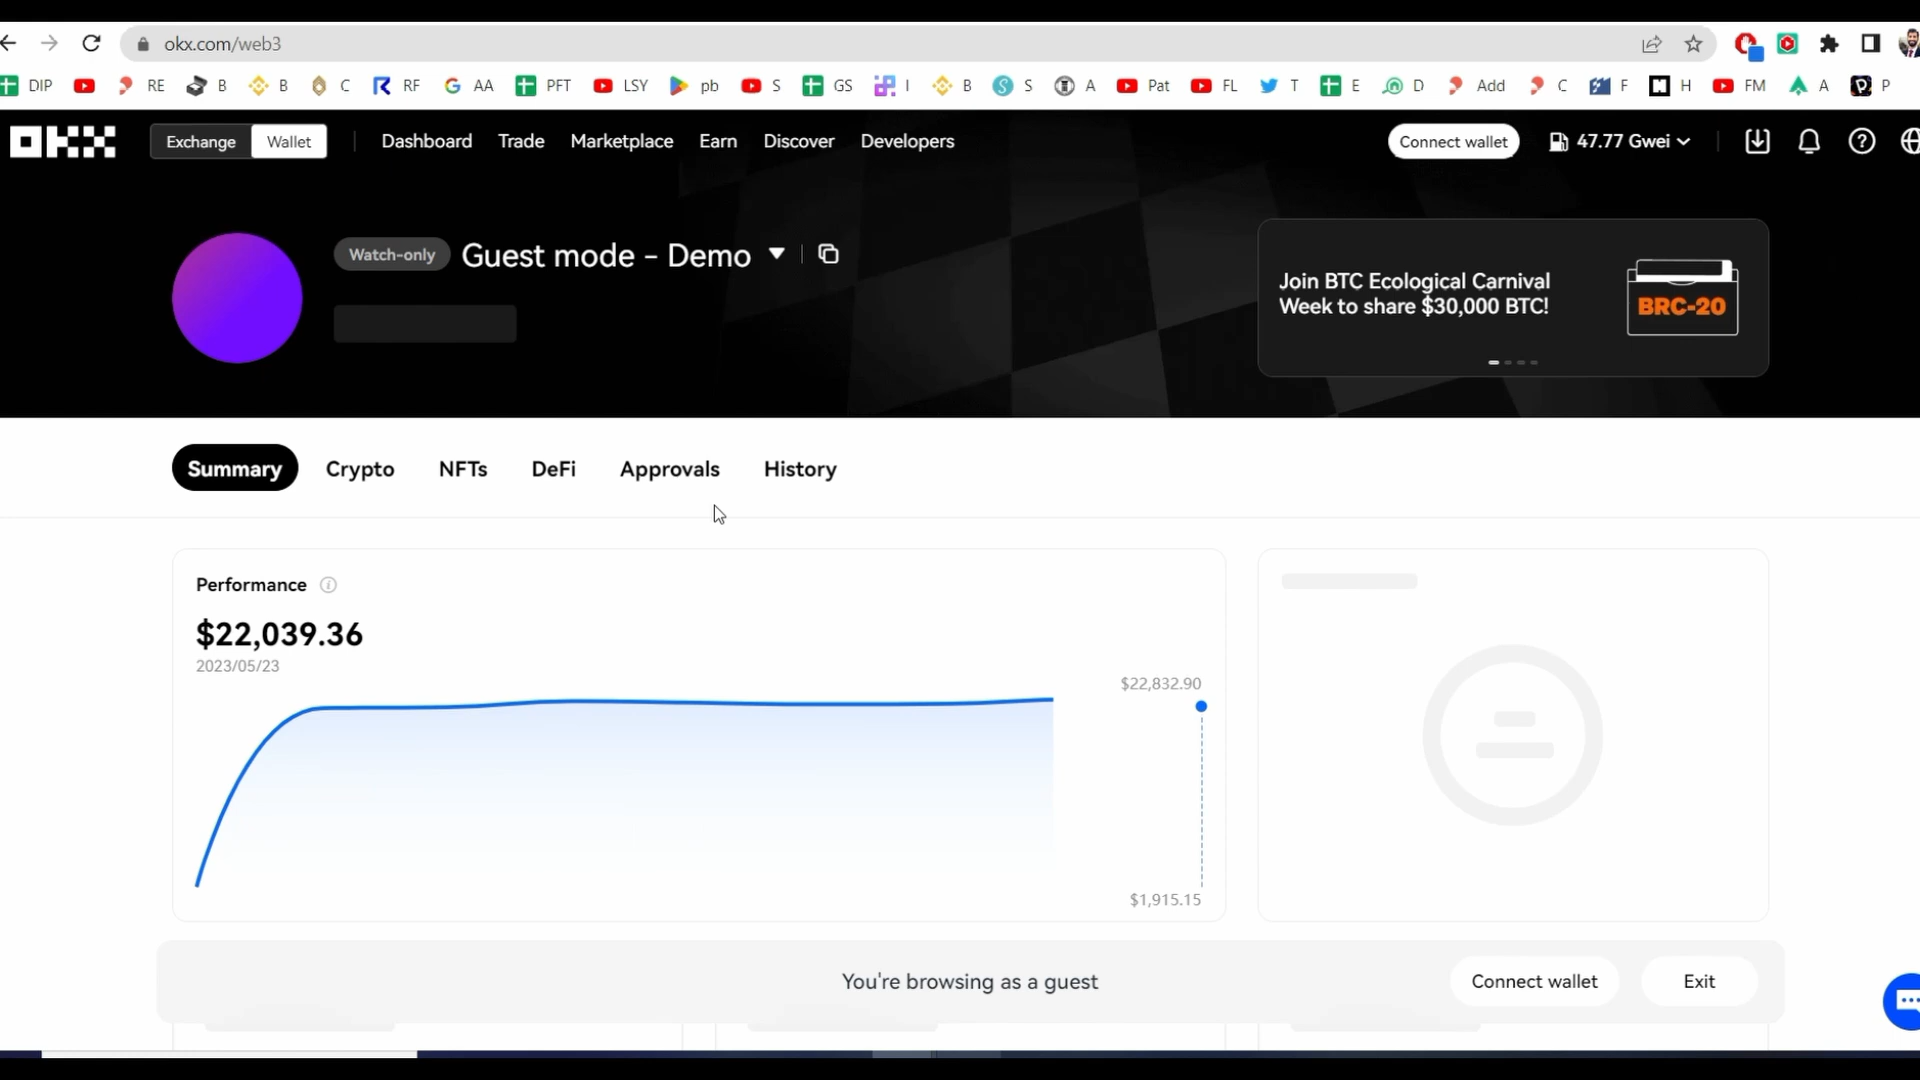 okx.com/web3
DIP RE B B C RF AA PFT LSY pb S GS I B S A Pat FL T E D Add C F H FM A P
OKX Exchange Wallet Dashboard Trade Marketplace Earn Discover Developers Connect wallet 47.77 Gwei
Watch-only Guest mode - Demo
Join BTC Ecological Carnival
Week to share $30,000 BTC!
BRC-20
Summary Crypto NFTs DeFi Approvals History
Performance
$22,039.36
2023/05/23
$22,832.90
$1,915.15
You're browsing as a guest Connect wallet Exit